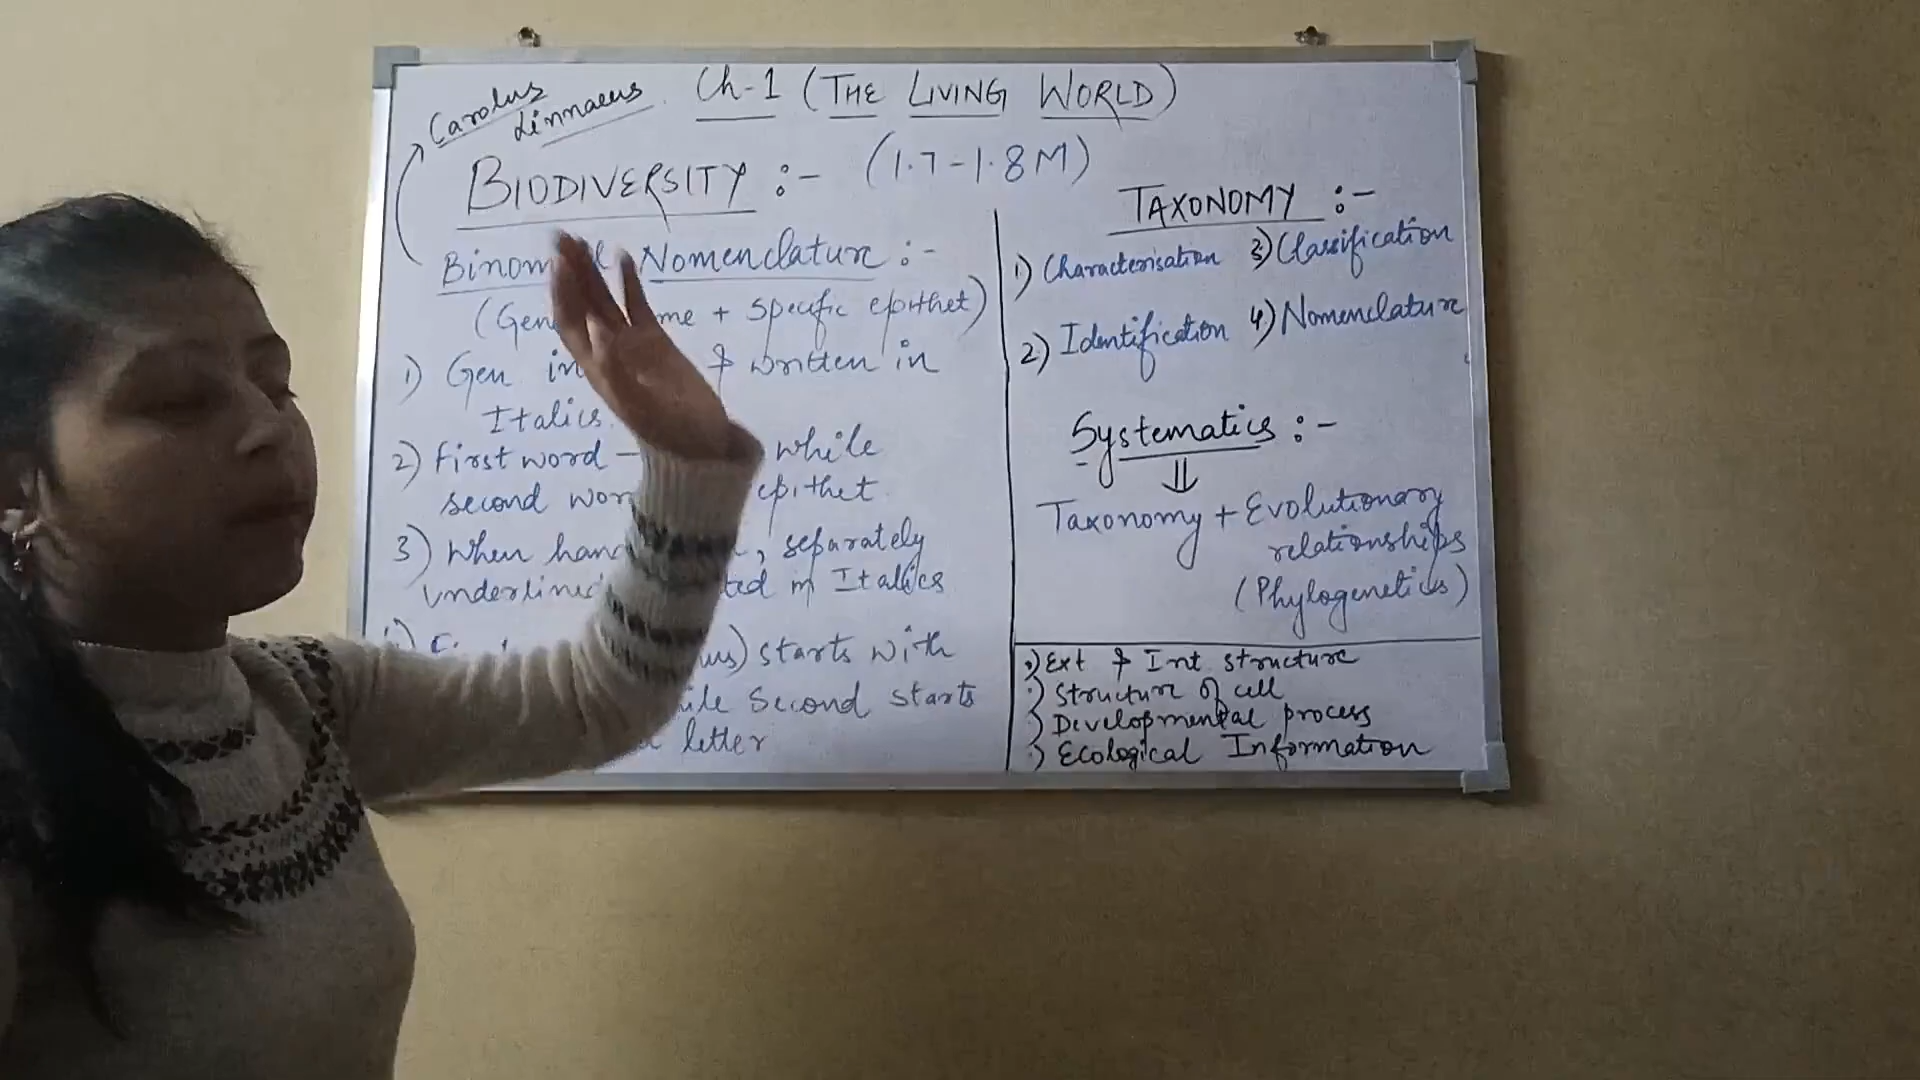 Carolus
Linnaeus
Ch-1 (THE LIVING WORLD)
BIODIVERSITY :- (1.7-1.8M)
Nomenclature :-
+ Specific epithet)
1) Gen in & written in
Italics.
2) First word - while
second epithet
3) When , separately
in Italics
starts with
Second starts
letter
TAXONOMY :-
1) Characterisation 3) Classification
2) Identification 4) Nomenclature
Systematics :-
⇓
Taxonomy + Evolutionary
relationships
(Phylogenetics)
.) Ext & Int structure
.) Structure of cell
.) Developmental process
.) Ecological Information